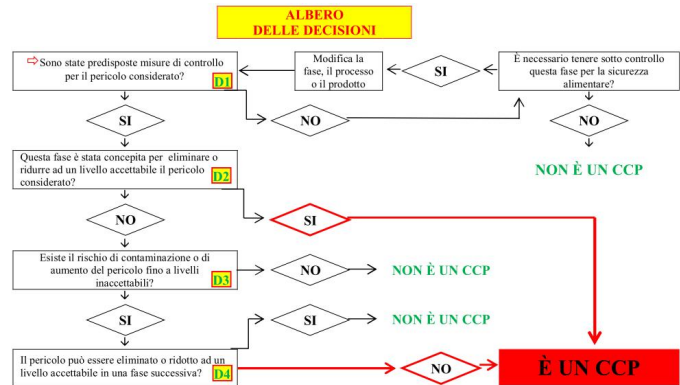 ALBERO
DELLE DECISIONI
⇨Sono state predisposte misure di controllo
per il pericolo considerato?
D1
Modifica la
fase, il processo
o il prodotto
SI
È necessario tenere sotto controllo
questa fase per la sicurezza
alimentare?
SI
NO
NO
NON È UN CCP
Questa fase è stata concepita per eliminare o
ridurre ad un livello accettabile il pericolo
considerato?
D2
NO
SI
Esiste il rischio di contaminazione o di
aumento del pericolo fino a livelli
inaccettabili?
D3
NO
NON È UN CCP
SI
SI
NON È UN CCP
Il pericolo può essere eliminato o ridotto ad un
livello accettabile in una fase successiva?
D4
NO
È UN CCP